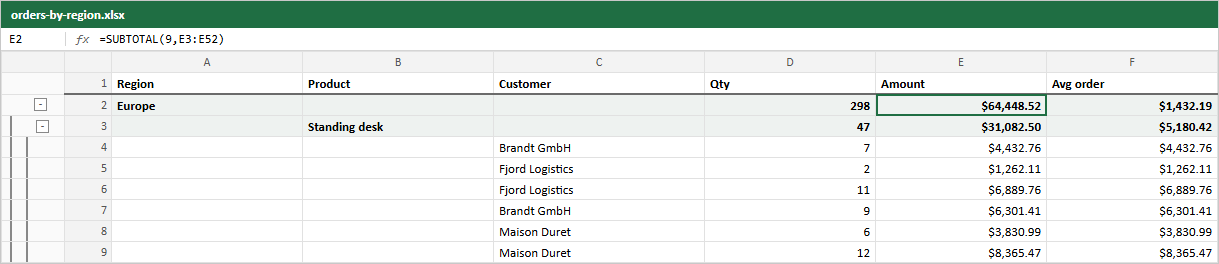 orders-by-region.xlsx
E2 fx =SUBTOTAL(9,E3:E52)
A B C D E F
1 Region Product Customer Qty Amount Avg order
- 2 Europe 298 $64,448.52 $1,432.19
- 3 Standing desk 47 $31,082.50 $5,180.42
4 Brandt GmbH 7 $4,432.76 $4,432.76
5 Fjord Logistics 2 $1,262.11 $1,262.11
6 Fjord Logistics 11 $6,889.76 $6,889.76
7 Brandt GmbH 9 $6,301.41 $6,301.41
8 Maison Duret 6 $3,830.99 $3,830.99
9 Maison Duret 12 $8,365.47 $8,365.47